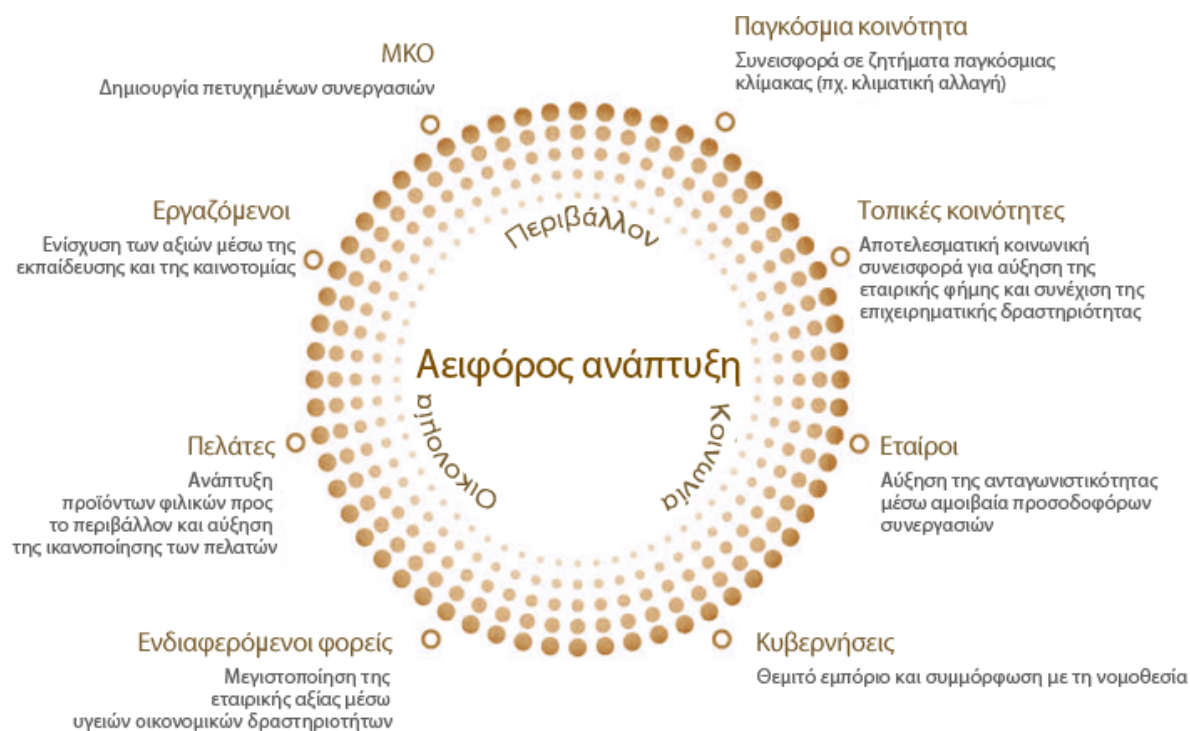 ΜΚΟ
Δημιουργία πετυχημένων συνεργασιών
Παγκόσμια κοινότητα
Συνεισφορά σε ζητήματα παγκόσμιας
κλίμακας (πχ. κλιματική αλλαγή)
Εργαζόμενοι
Ενίσχυση των αξιών μέσω της
εκπαίδευσης και της καινοτομίας
Τοπικές κοινότητες
Αποτελεσματική κοινωνική
συνεισφορά για αύξηση της
εταιρικής φήμης και συνέχιση της
επιχειρηματικής δραστηριότητας
Περιβάλλον
Αειφόρος ανάπτυξη
Οικονομία
Κοινωνία
Πελάτες
Ανάπτυξη
προϊόντων φιλικών προς
το περιβάλλον και αύξηση
της ικανοποίησης των πελατών
Εταίροι
Αύξηση της ανταγωνιστικότητας
μέσω αμοιβαία προσοδοφόρων
συνεργασιών
Ενδιαφερόμενοι φορείς
Μεγιστοποίηση της
εταιρικής αξίας μέσω
υγειών οικονομικών δραστηριοτήτων
Κυβερνήσεις
Θεμιτό εμπόριο και συμμόρφωση με τη νομοθεσία